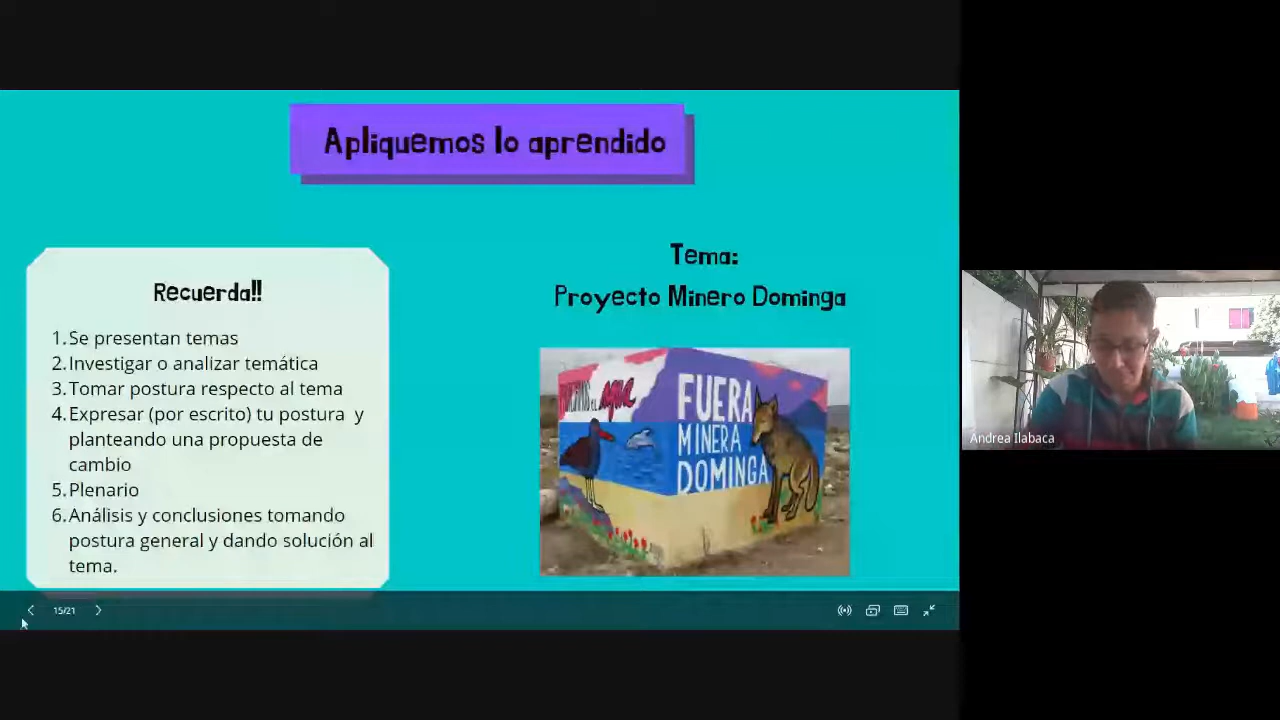 Apliquemos lo aprendido
Recuerda!!
1. Se presentan temas
2. Investigar o analizar temática
3. Tomar postura respecto al tema
4. Expresar (por escrito) tu postura y
planteando una propuesta de
cambio
5. Plenario
6. Análisis y conclusiones tomando
postura general y dando solución al
tema.
Tema:
Proyecto Minero Dominga
agua
FUERA
MINERA
DOMINGA
15/21
Andrea Ilabaca